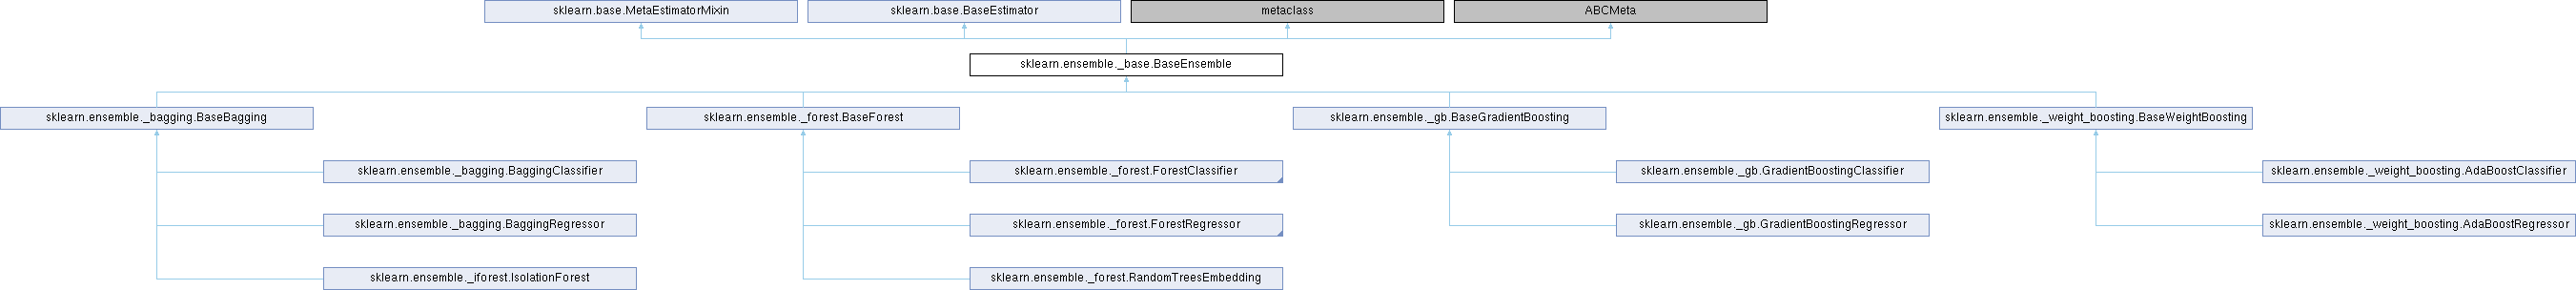 sklearn.base.MetaEstimatorMixin
sklearn.base.BaseEstimator
metaclass
ABCMeta
sklearn.ensemble._base.BaseEnsemble
sklearn.ensemble._bagging.BaseBagging
sklearn.ensemble._forest.BaseForest
sklearn.ensemble._gb.BaseGradientBoosting
sklearn.ensemble._weight_boosting.BaseWeightBoosting
sklearn.ensemble._bagging.BaggingClassifier
sklearn.ensemble._forest.ForestClassifier
sklearn.ensemble._gb.GradientBoostingClassifier
sklearn.ensemble._weight_boosting.AdaBoostClassifier
sklearn.ensemble._bagging.BaggingRegressor
sklearn.ensemble._forest.ForestRegressor
sklearn.ensemble._gb.GradientBoostingRegressor
sklearn.ensemble._weight_boosting.AdaBoostRegressor
sklearn.ensemble._iforest.IsolationForest
sklearn.ensemble._forest.RandomTreesEmbedding